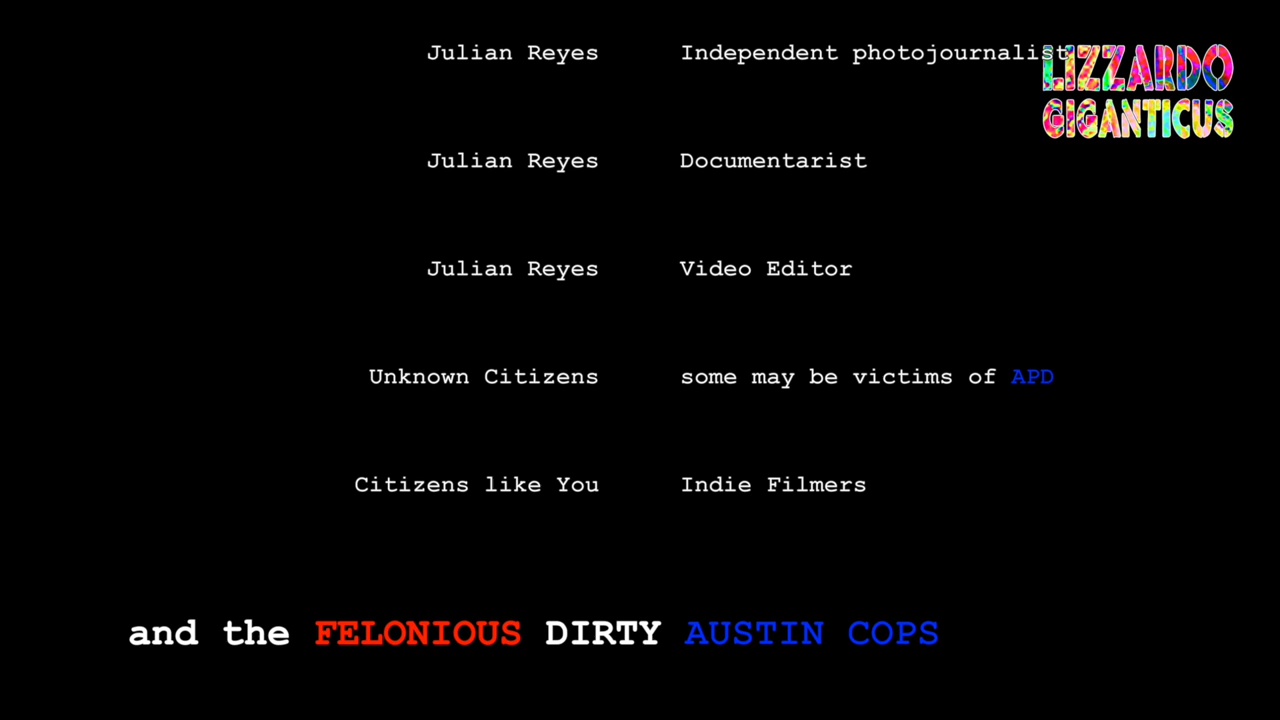 Julian Reyes Independent photojournalist
LIZZARDO
GIGANTICUS
Julian Reyes Documentarist
Julian Reyes Video Editor
Unknown Citizens some may be victims of APD
Citizens like You Indie Filmers
and the FELONIOUS DIRTY AUSTIN COPS